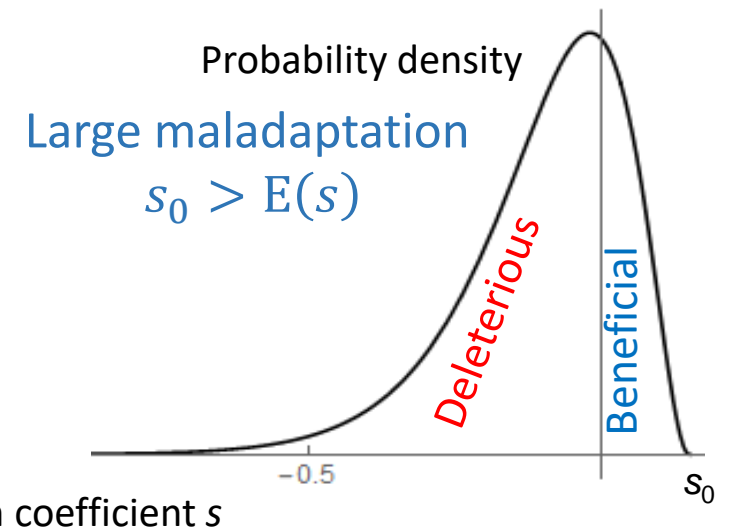 Probability density
Large maladaptation
s₀ > E(s)
Deleterious
Beneficial
−0.5
s₀
coefficient s